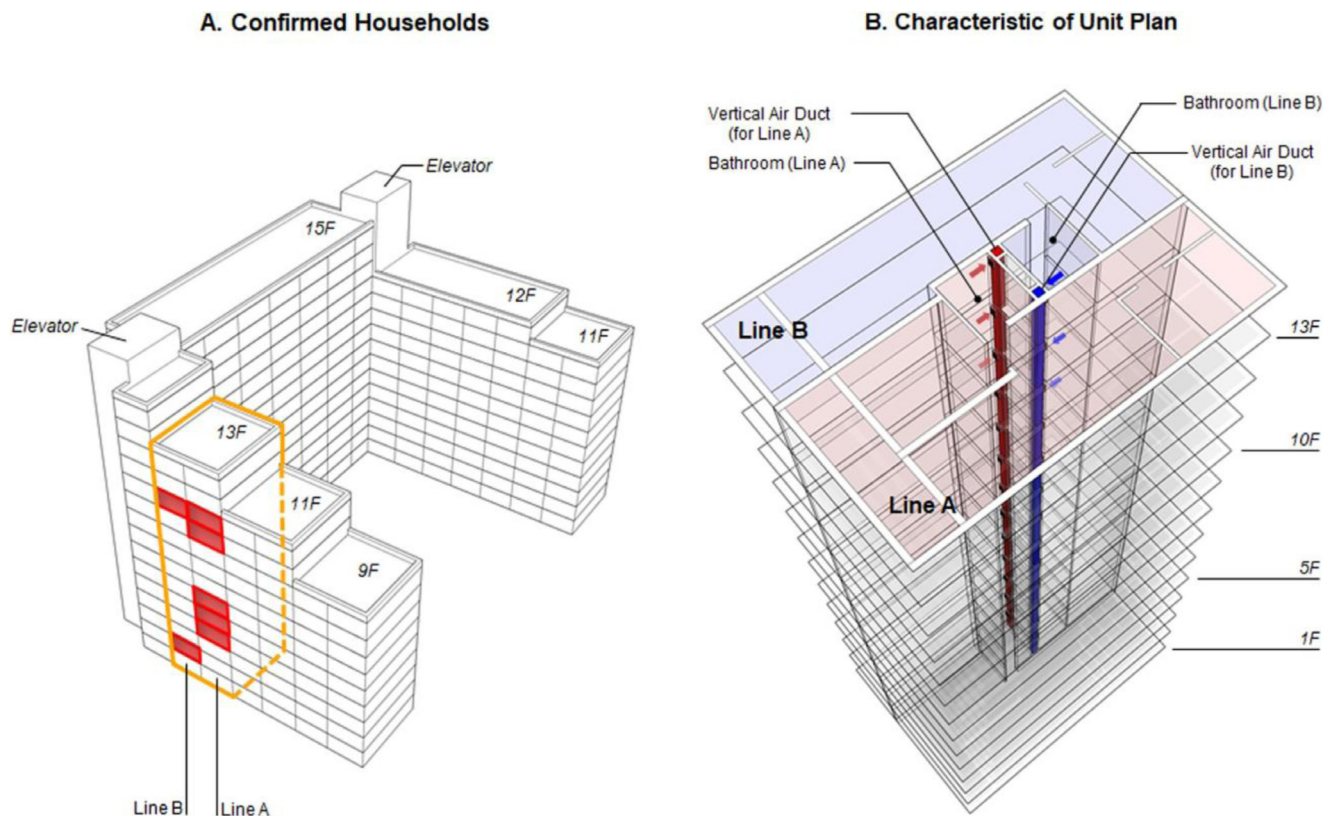 A. Confirmed Households
Elevator
15F
12F
11F
Elevator
13F
11F
9F
Line B
Line A
B. Characteristic of Unit Plan
Vertical Air Duct
(for Line A)
Bathroom (Line A)
Bathroom (Line B)
Vertical Air Duct
(for Line B)
Line B
Line A
13F
10F
5F
1F